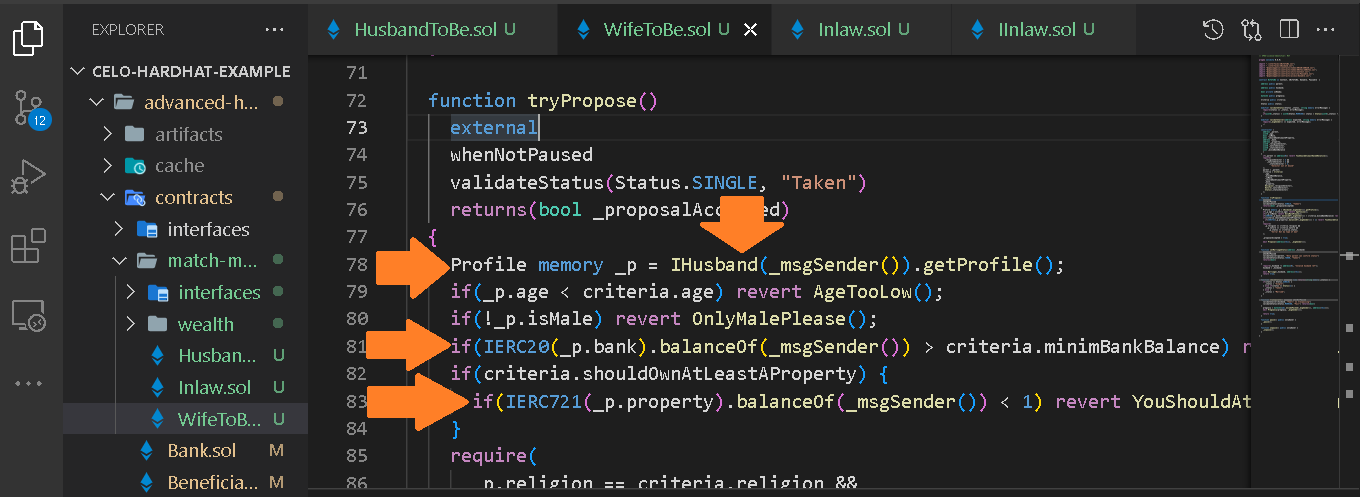 EXPLORER
CELO-HARDHAT-EXAMPLE
advanced-h...
artifacts
cache
contracts
interfaces
match-m...
interfaces
wealth
Husban... U
Inlaw.sol U
WifeToB... U
Bank.sol M
Beneficia... M
12
HusbandToBe.sol U
WifeToBe.sol U
Inlaw.sol U
IInlaw.sol U
71
72 function tryPropose()
73 external
74 whenNotPaused
75 validateStatus(Status.SINGLE, "Taken")
76 returns(bool _proposalAcc ed)
77 {
78 Profile memory _p = IHusband(_msgSender()).getProfile();
79 if(_p.age < criteria.age) revert AgeTooLow();
80 if(!_p.isMale) revert OnlyMalePlease();
81 if(IERC20(_p.bank).balanceOf(_msgSender()) > criteria.minimBankBalance) r
82 if(criteria.shouldOwnAtLeastAProperty) {
83 if(IERC721(_p.property).balanceOf(_msgSender()) < 1) revert YouShouldAt
84 }
85 require(
86 _p.religion == criteria.religion &&